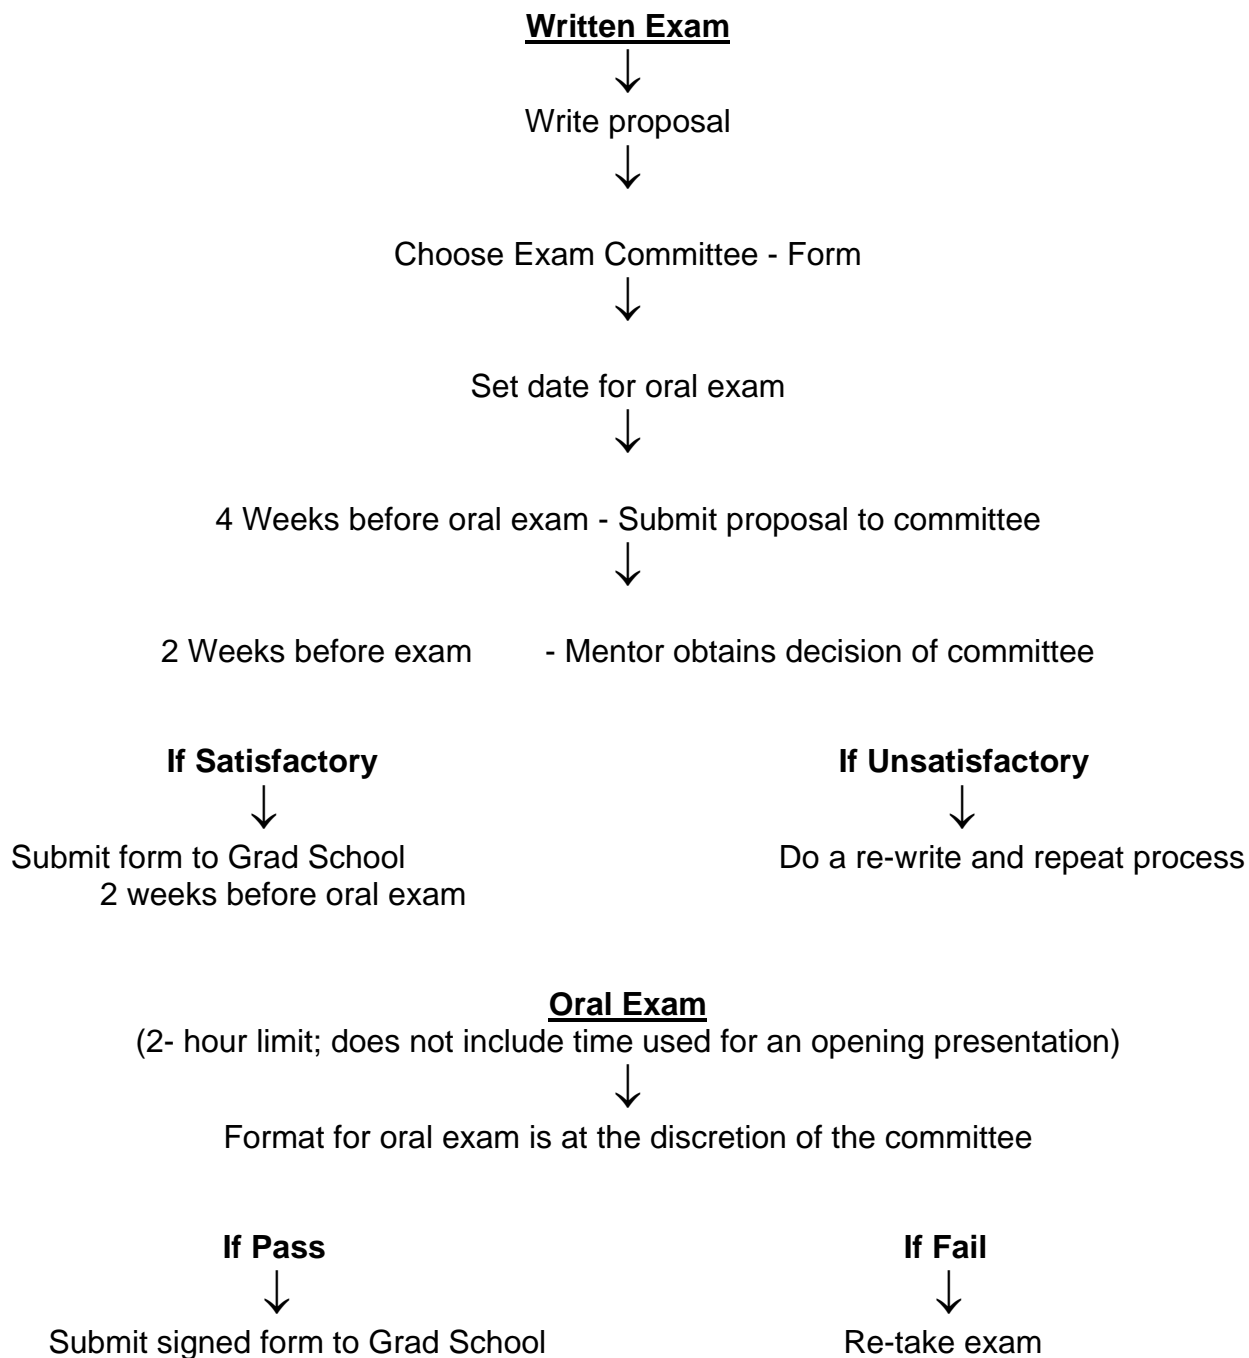 Written Exam
Write proposal
Choose Exam Committee - Form
Set date for oral exam
4 Weeks before oral exam - Submit proposal to committee
2 Weeks before exam - Mentor obtains decision of committee
If Satisfactory
If Unsatisfactory
Submit form to Grad School
Do a re-write and repeat process
2 weeks before oral exam
Oral Exam
(2- hour limit; does not include time used for an opening presentation)
Format for oral exam is at the discretion of the committee
If Pass
If Fail
Submit signed form to Grad School
Re-take exam